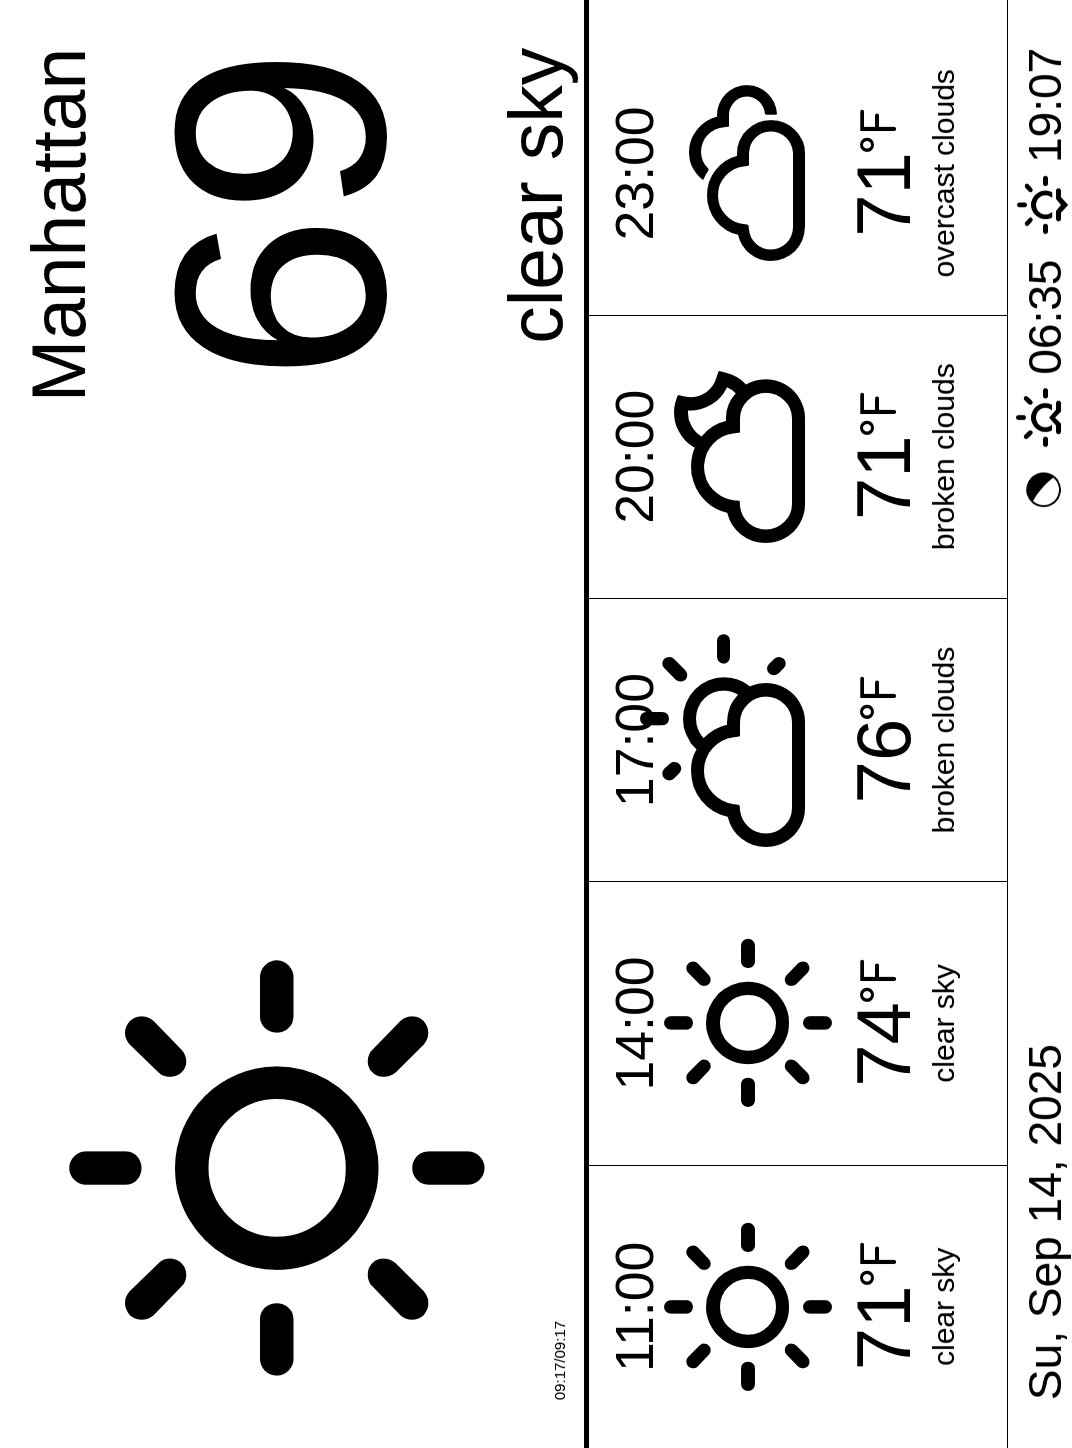 Manhattan
69
clear sky
09:17/09:17
11:00
71°F
clear sky
14:00
74°F
clear sky
17:00
76°F
broken clouds
20:00
71°F
broken clouds
23:00
71°F
overcast clouds
Su, Sep 14, 2025
06:35
19:07